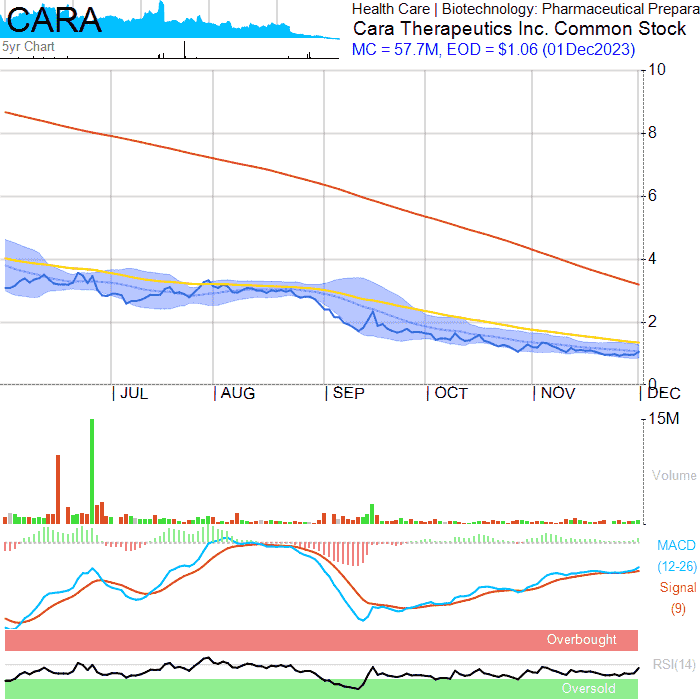 CARA
Health Care | Biotechnology: Pharmaceutical Prepara
Cara Therapeutics Inc. Common Stock
5yr Chart
MC = 57.7M, EOD = $1.06 (01Dec2023)
10
8
6
4
2
0
JUL
AUG
SEP
OCT
NOV
DEC
15M
Volume
MACD
(12-26)
Signal
(9)
Overbought
RSI(14)
Oversold